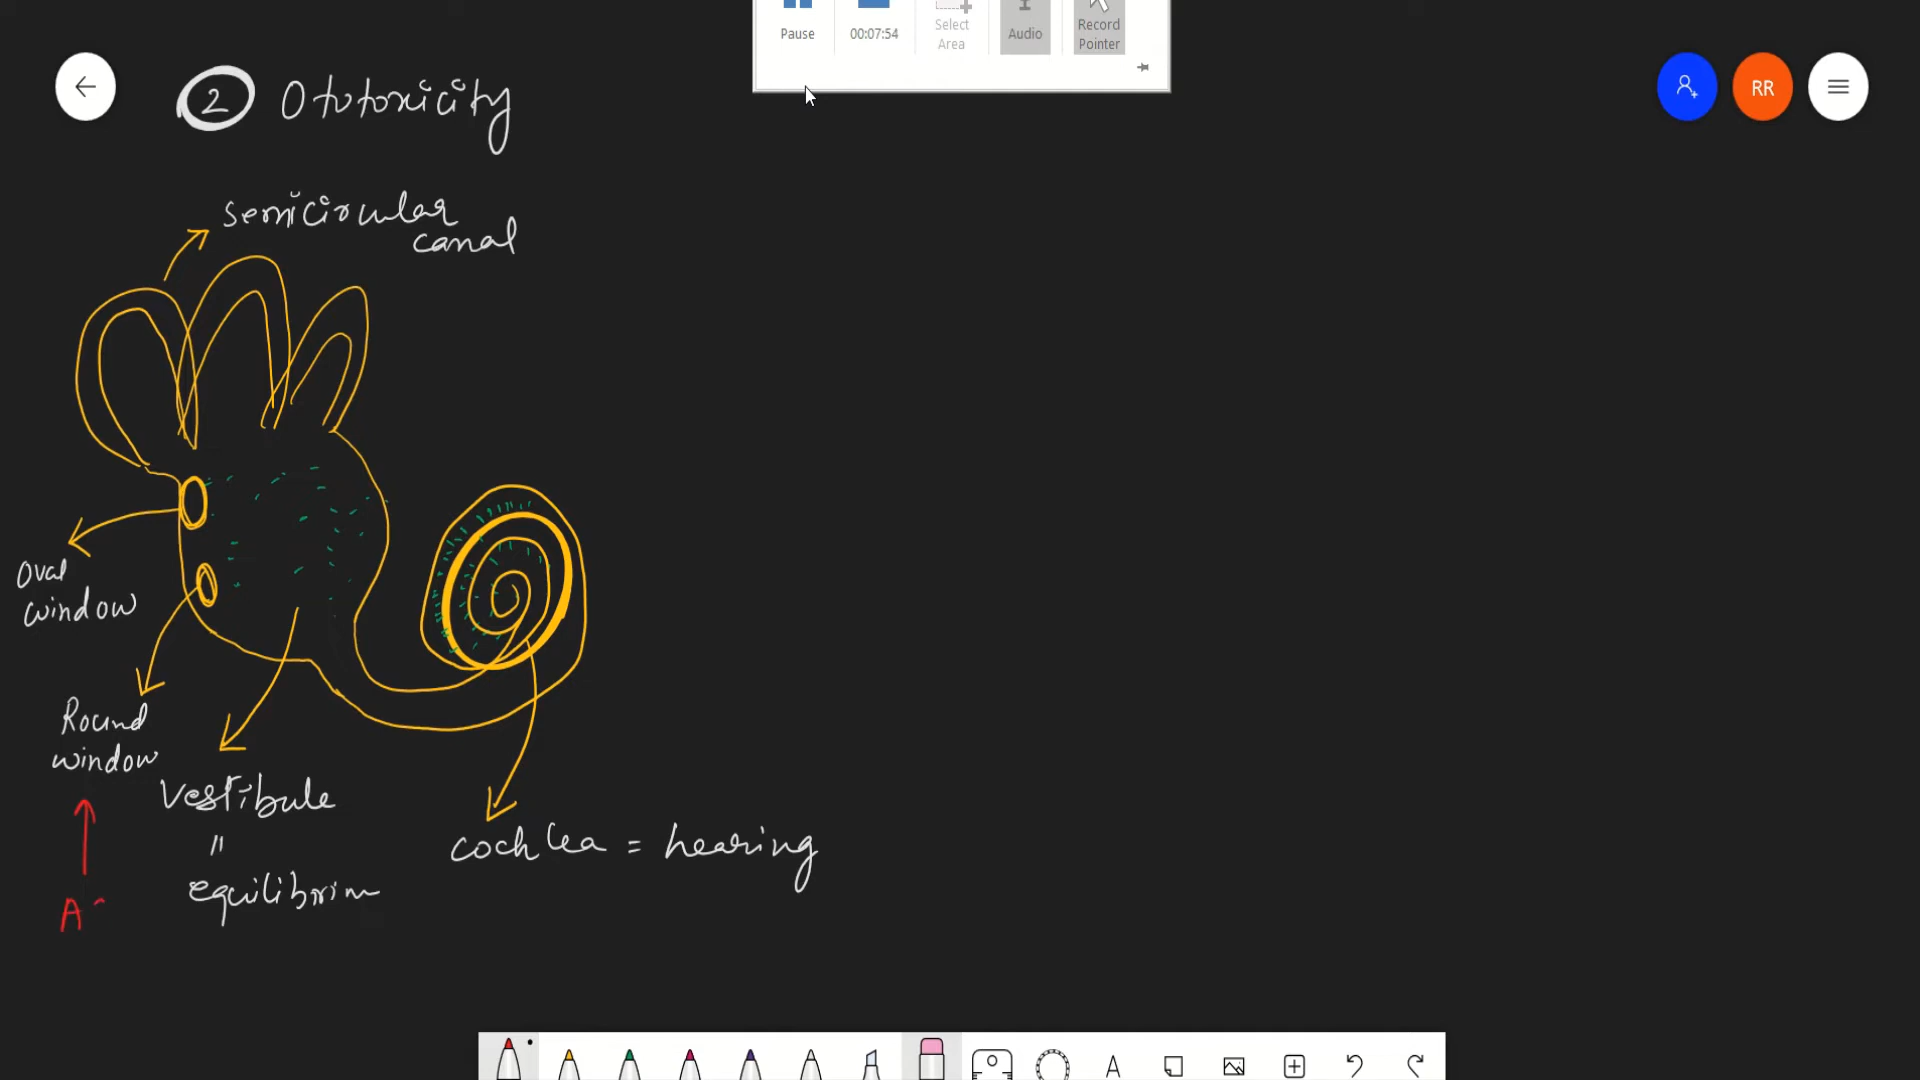 Pause
00:07:54
Select
Area
Audio
Record
Pointer
RR
2 Ototoxicity
Semicircular
canal
Oval
window
Round
window
Vestibule
"
equilibrim
cochlea = hearing
A
A